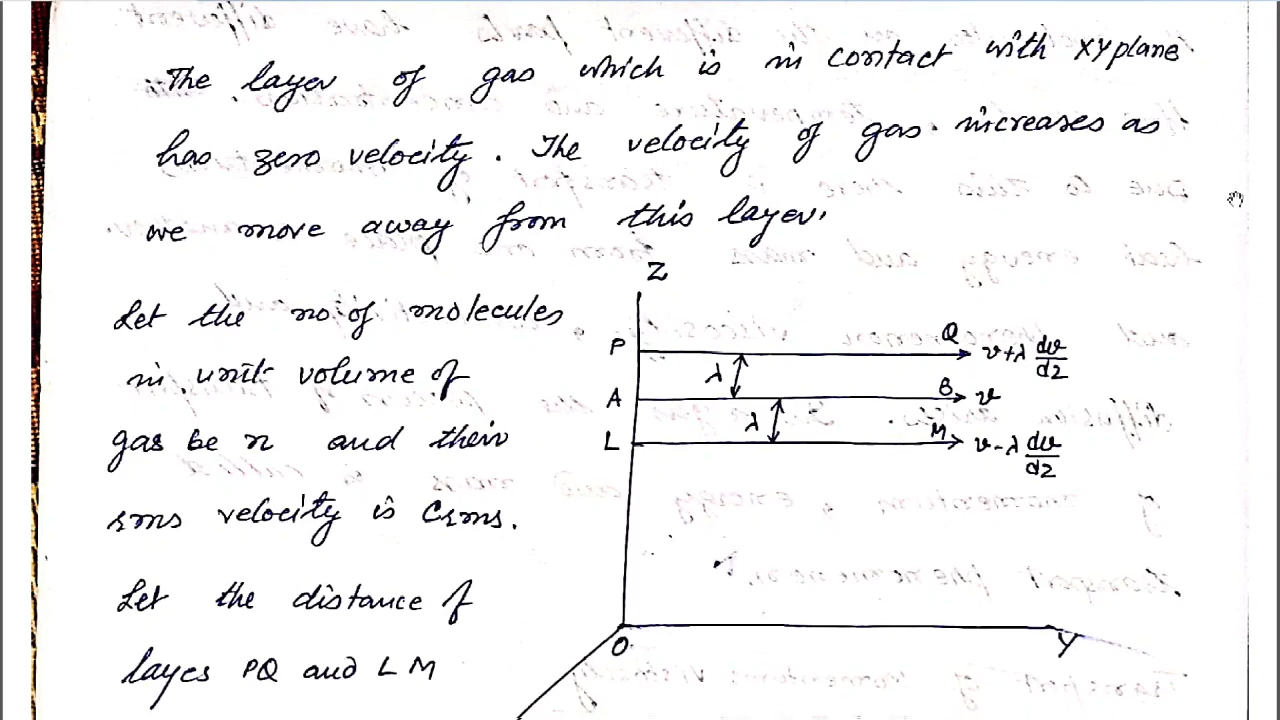 The layer of gas which is in contact with XY plane
has zero velocity. The velocity of gas increases as
we move away from this layer.
Let the no of molecules
in unit volume of
gas be n and their
rms velocity is Crms.
Let the distance of
layes PQ and LM
Z
P Q v+λ dv/dz
λ
A B v
λ
L M v-λ dv/dz
O Y